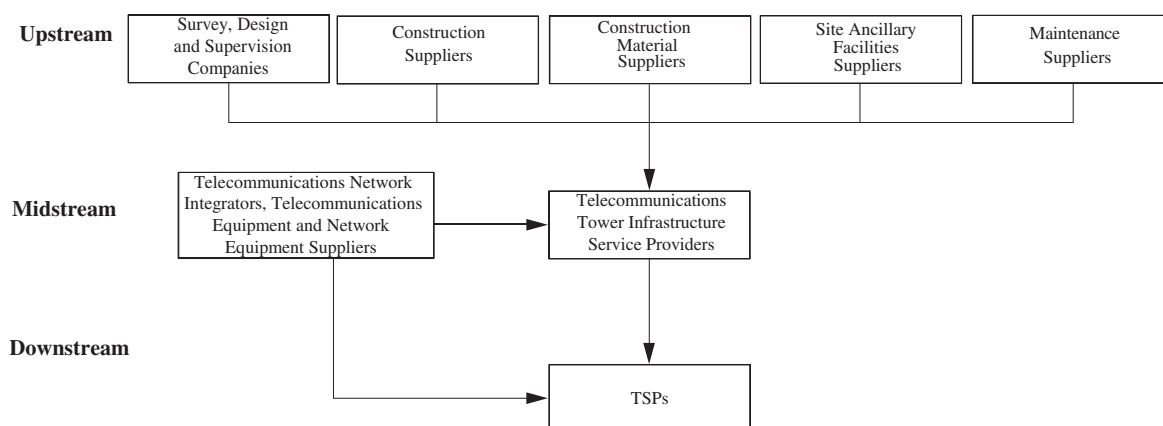 Upstream
Survey, Design
and Supervision
Companies
Construction
Suppliers
Construction
Material
Suppliers
Site Ancillary
Facilities
Suppliers
Maintenance
Suppliers
Midstream
Telecommunications Network
Integrators, Telecommunications
Equipment and Network
Equipment Suppliers
Telecommunications
Tower Infrastructure
Service Providers
Downstream
TSPs